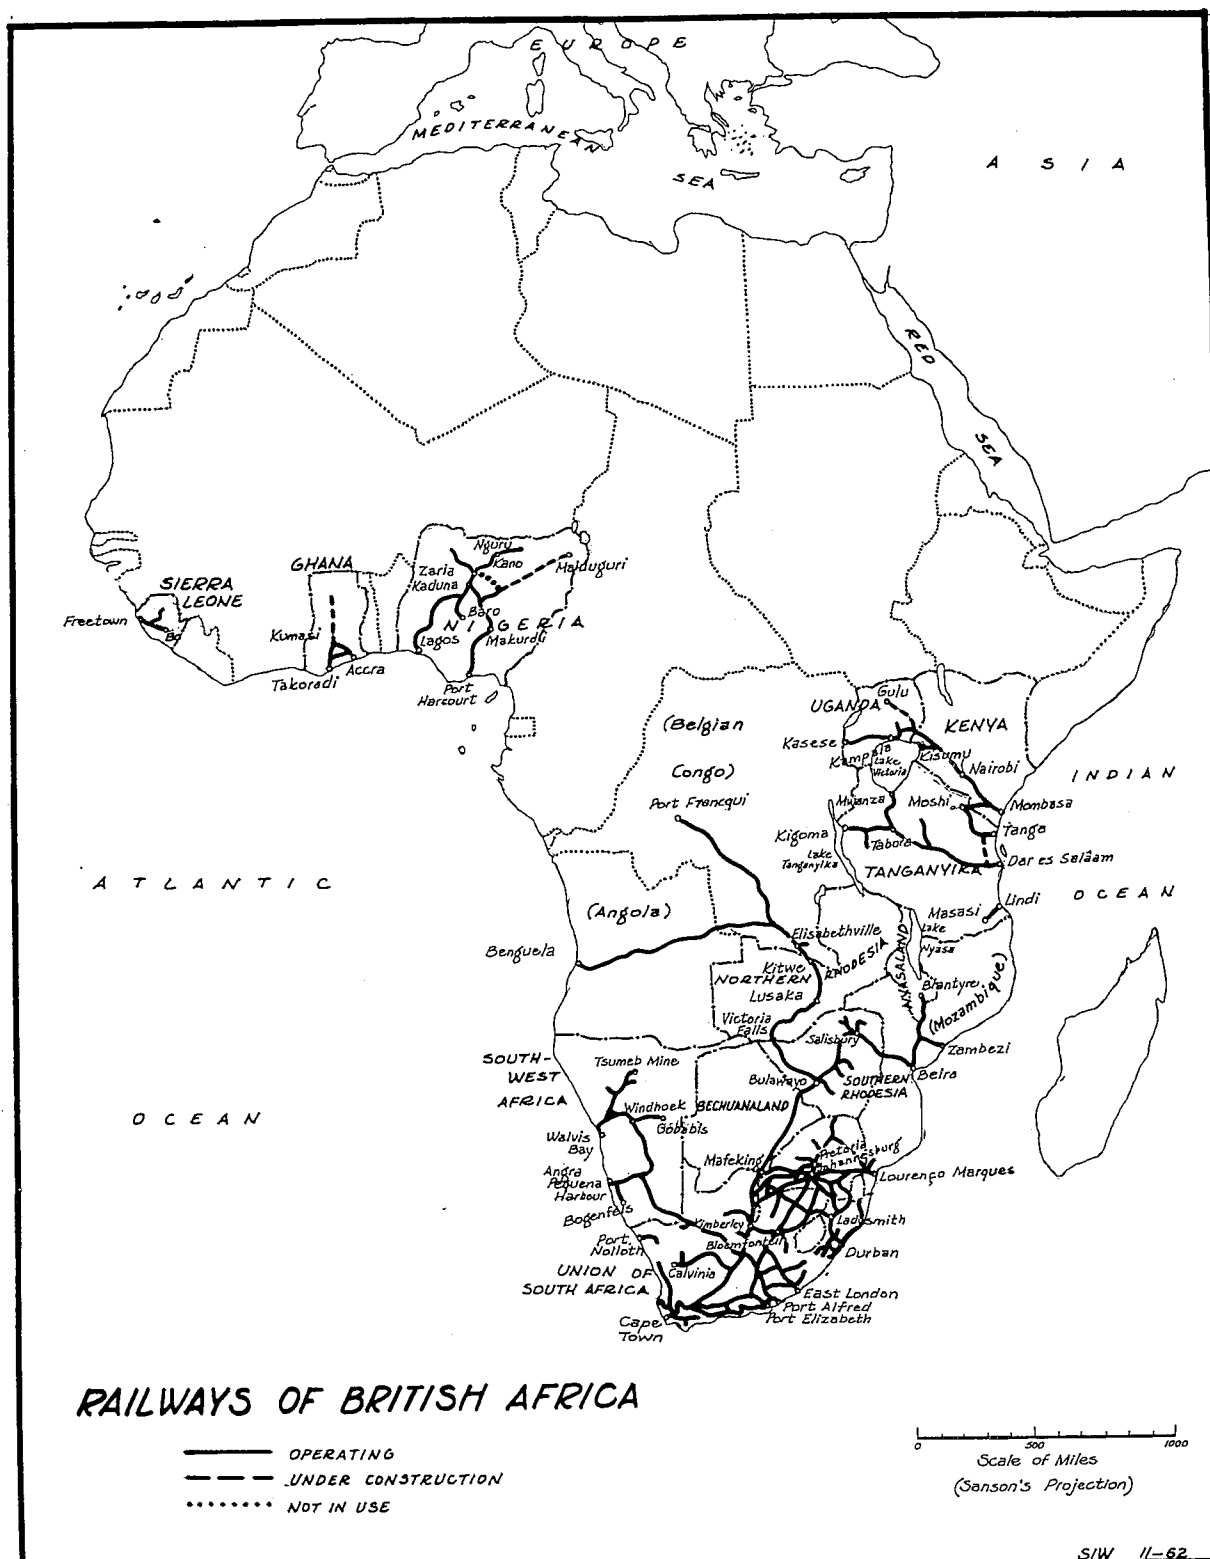 EUROPE
MEDITERRANEAN
SEA
ASIA
RED
SEA
Nguru
Kano
Zaria
Kaduna
Maiduguri
GHANA
SIERRA
LEONE
Freetown
Bo
Kumasi
Baro
NIGERIA
Lagos
Makurdi
Takoradi
Accra
Port
Harcourt
Gulu
UGANDA
KENYA
(Belgian
Congo)
Kasese
Kampala
Lake
Victoria
Kisumu
Nairobi
INDIAN
OCEAN
Port Francqui
Mwanza
Moshi
Mombasa
Kigoma
Tabora
Tanga
Lake
Tanganyika
TANGANYIKA
Dar es Salâam
ATLANTIC
OCEAN
(Angola)
Masasi
Lindi
Lake
Nyasa
Elisabethville
Benguela
Kitwe
NORTHERN
RHODESIA
Lusaka
NYASALAND
Blantyre
(Mozambique)
Victoria
Falls
Salisbury
Zambezi
SOUTH-
WEST
AFRICA
Tsumeb Mine
Bulawayo
SOUTHERN
RHODESIA
Beira
BECHUANALAND
Windhoek
Gobabis
Walvis
Bay
Mafeking
Pretoria
Johannesburg
Lourenço Marques
Angra
Pequena
Harbour
Bogenfels
Kimberley
Ladysmith
Bloemfontein
Port
Nolloth
Durban
Calvinia
UNION OF
SOUTH AFRICA
East London
Port Alfred
Port Elizabeth
Cape
Town
RAILWAYS OF BRITISH AFRICA
OPERATING
UNDER CONSTRUCTION
NOT IN USE
0 500 1000
Scale of Miles
(Sanson's Projection)
SIW 11-62